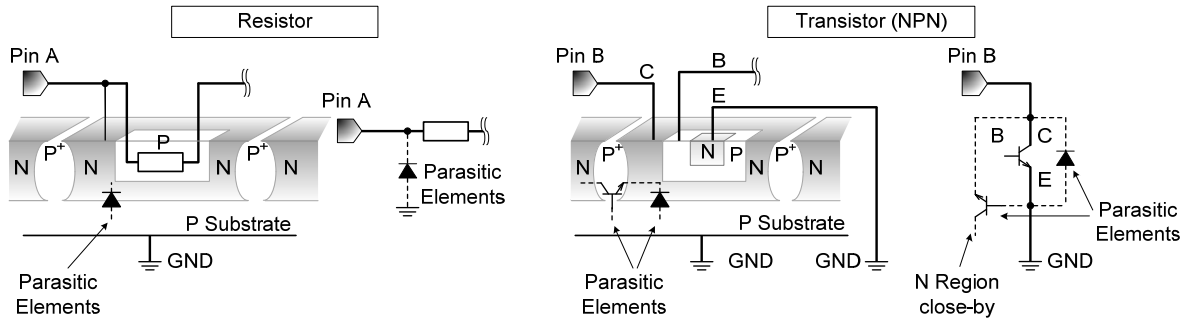 Resistor
Transistor (NPN)
Pin A
Pin A
N
P+
N
P
N
P+
N
Parasitic
Elements
P Substrate
GND
Parasitic
Elements
Pin B
C
B
E
N
P+
N
N
P
N
P+
N
P Substrate
GND
GND
Parasitic
Elements
Pin B
B
C
E
Parasitic
Elements
GND
N Region
close-by